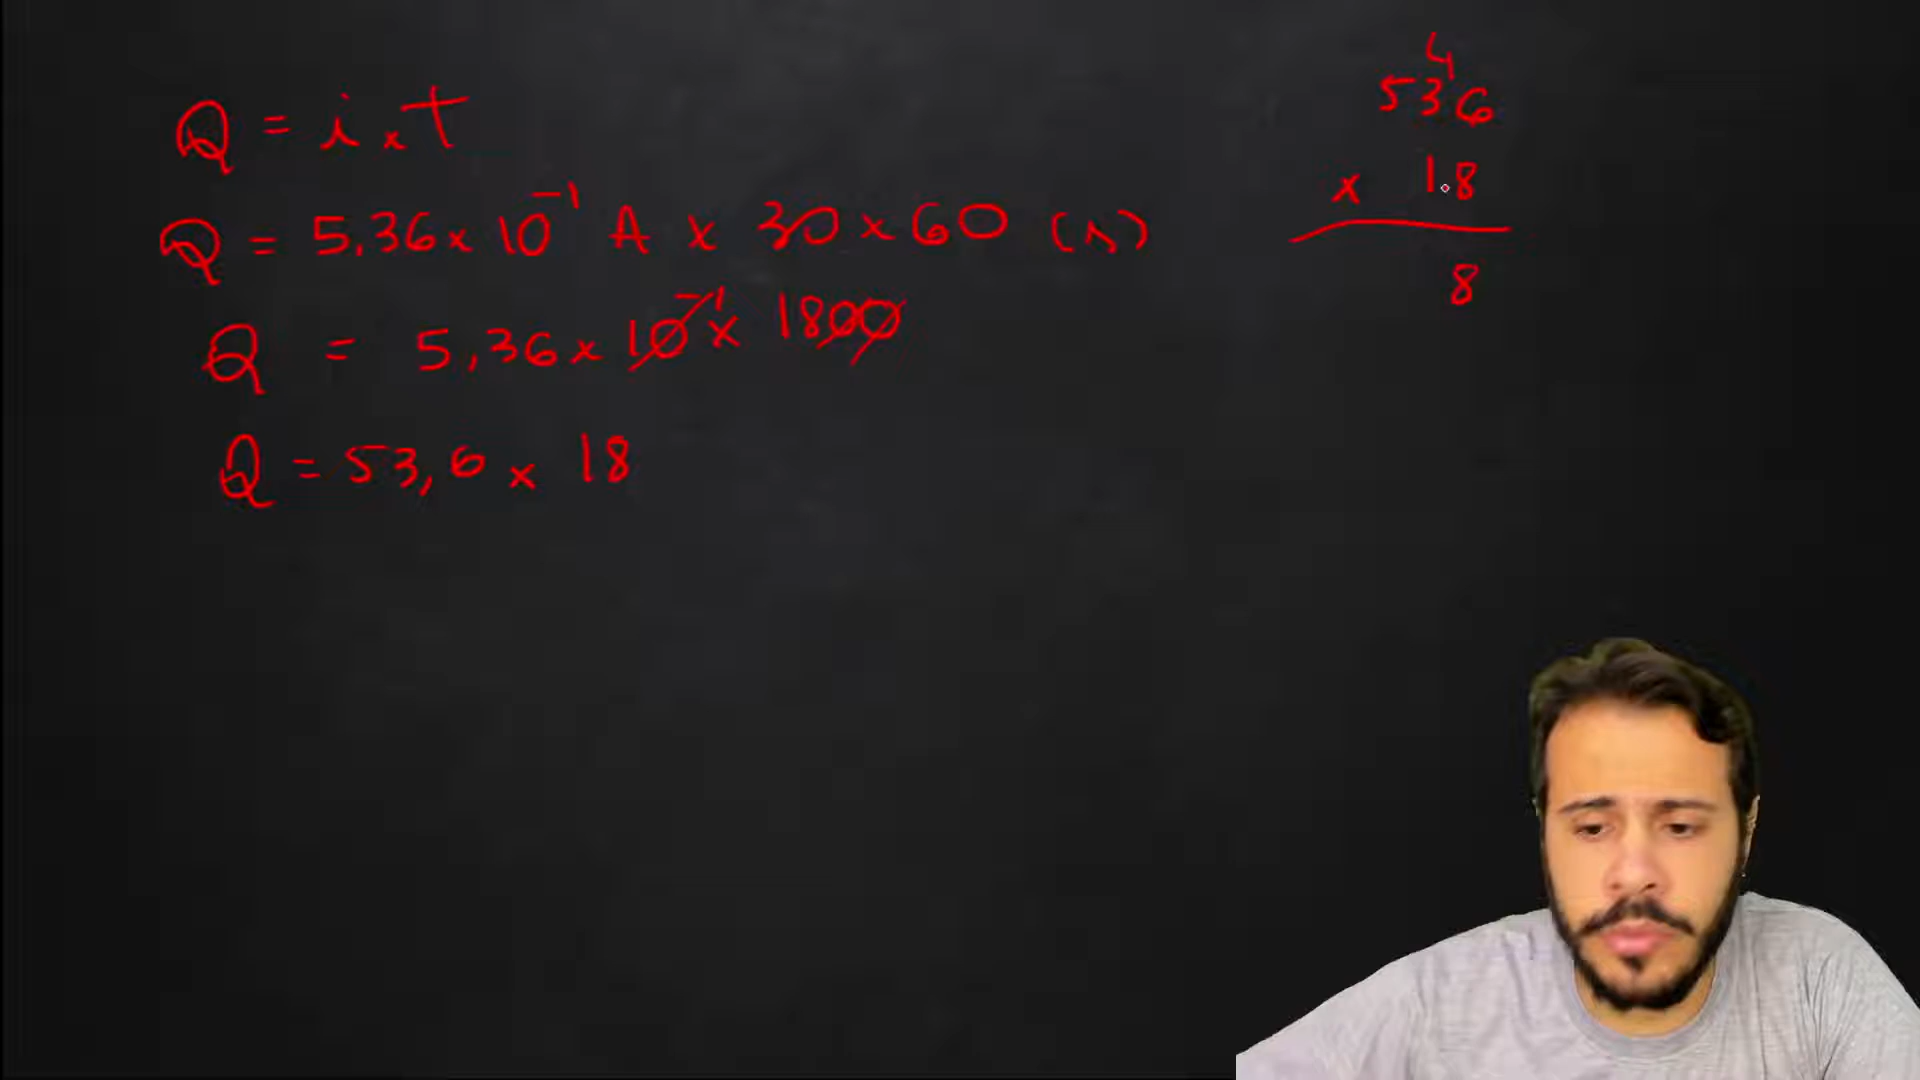 Q = i x t
Q = 5,36 x 10⁻¹ A x 30 x 60 (s)
Q = 5,36 x 10⁻¹ x 1800
Q = 53,6 x 18
4
536
x 18
8